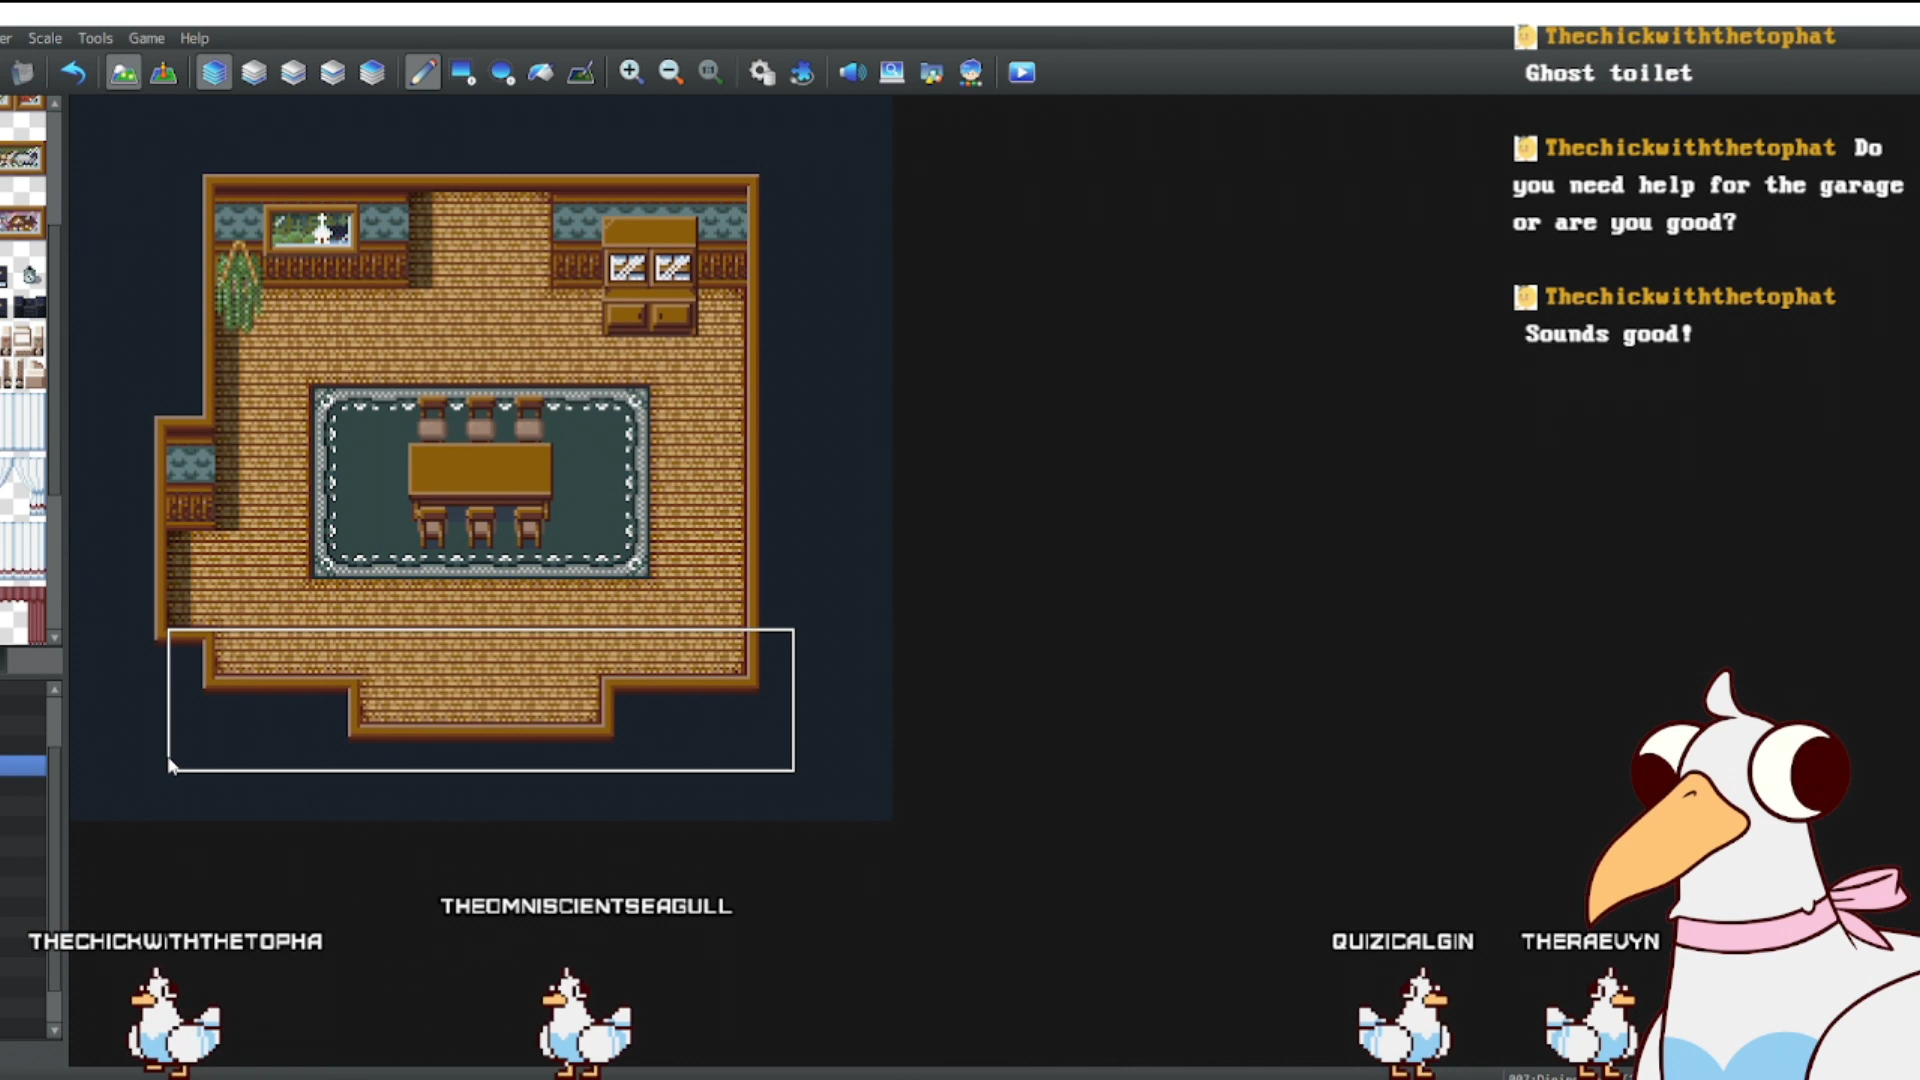 er Scale Tools Game Help
Thechickwiththetophat
Ghost toilet
Thechickwiththetophat Do
you need help for the garage
or are you good?
Thechickwiththetophat
Sounds good!
THEOMNISCIENTSEAGULL
THECHICKWITHTHETOPHA
QUIZICALGIN
THERAEVYN